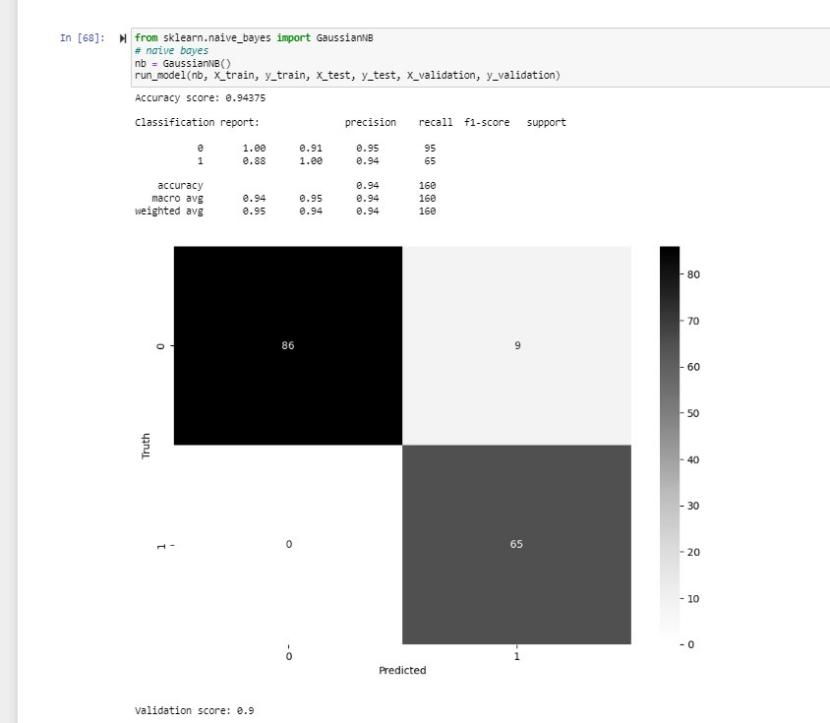 In [68]: from sklearn.naive_bayes import GaussianNB
# naive bayes
nb = GaussianNB()
run_model(nb, X_train, y_train, X_test, y_test, X_validation, y_validation)
Accuracy score: 0.94375
Classification report: precision recall f1-score support
0 1.00 0.91 0.95 95
1 0.88 1.00 0.94 65
accuracy 0.94 160
macro avg 0.94 0.95 0.94 160
weighted avg 0.95 0.94 0.94 160
80
70
0 86 9
60
50
Truth
40
30
1 0 65
20
10
0
0 1
Predicted
Validation score: 0.9